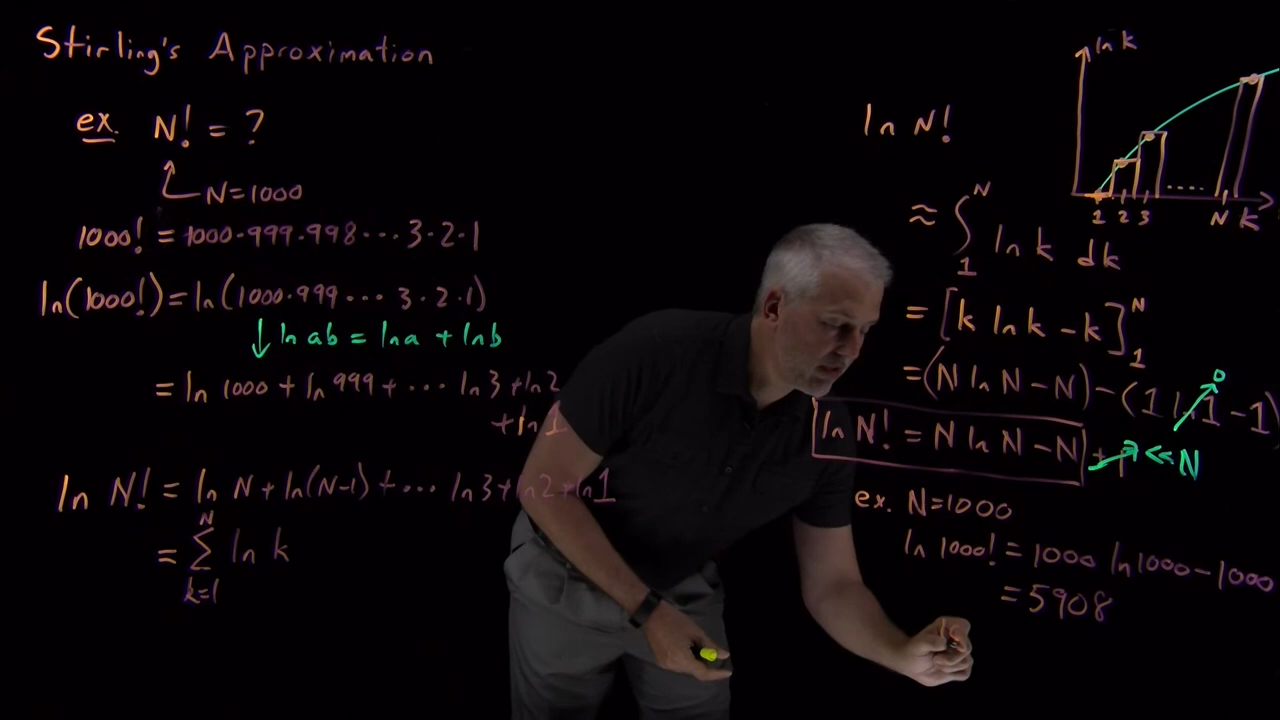 Stirling's Approximation
ex. N! = ?
N=1000
1000! = 1000·999·998···3·2·1
ln(1000!) = ln(1000·999···3·2·1)
↓ ln ab = ln a + ln b
= ln 1000 + ln 999 + ··· ln 3 + ln 2
+ ln 1
ln N! = ln N + ln(N-1) + ··· ln 3 + ln 2 + ln 1
= ∑ₖ₌₁ᴺ ln k
ln k
1 2 3 ···· N k
ln N!
≈ ∫₁ᴺ ln k dk
= [k ln k - k]₁ᴺ
= (N ln N - N) - (1 ln 1 - 1)
0
ln N! = N ln N - N + 1 << N
ex. N=1000
ln 1000! = 1000 ln 1000 - 1000
= 5908